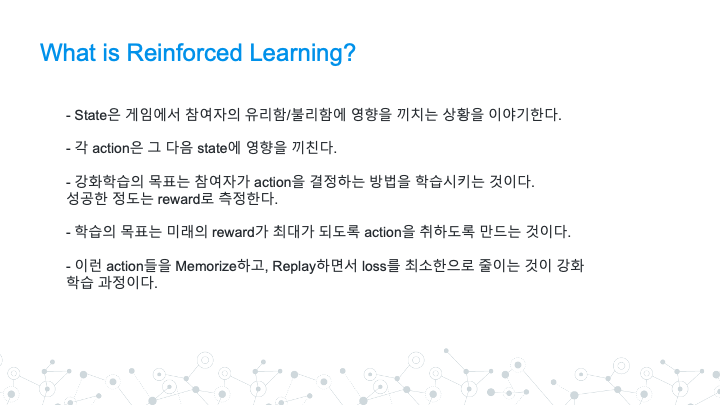 What is Reinforced Learning?
- State은 게임에서 참여자의 유리함/불리함에 영향을 끼치는 상황을 이야기한다.
- 각 action은 그 다음 state에 영향을 끼친다.
- 강화학습의 목표는 참여자가 action을 결정하는 방법을 학습시키는 것이다.
성공한 정도는 reward로 측정한다.
- 학습의 목표는 미래의 reward가 최대가 되도록 action을 취하도록 만드는 것이다.
- 이런 action들을 Memorize하고, Replay하면서 loss를 최소한으로 줄이는 것이 강화
학습 과정이다.